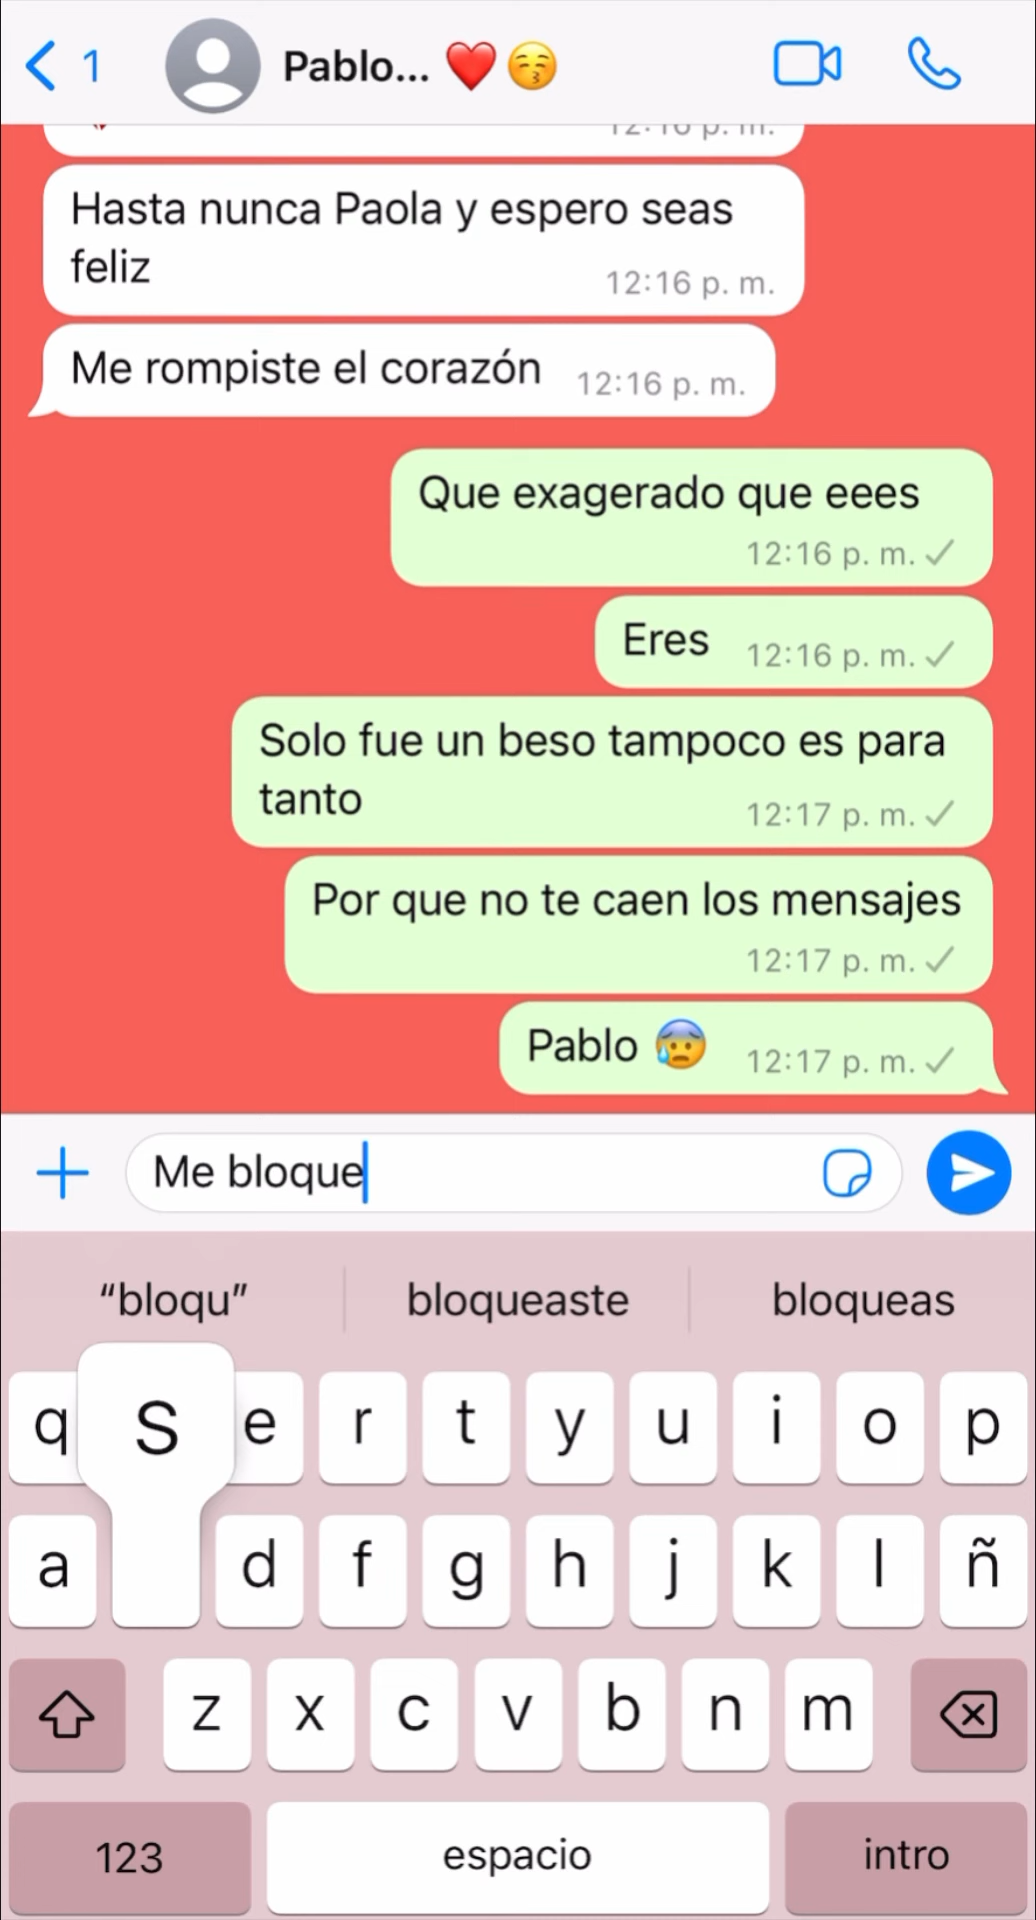 1 Pablo... ❤️😚
12:16 p. m.
Hasta nunca Paola y espero seas
feliz 12:16 p. m.
Me rompiste el corazón 12:16 p. m.
Que exagerado que eees
12:16 p. m.
Eres 12:16 p. m.
Solo fue un beso tampoco es para
tanto 12:17 p. m.
Por que no te caen los mensajes
12:17 p. m.
Pablo 😰 12:17 p. m.
Me bloque
“bloqu” bloqueaste bloqueas
q S e r t y u i o p
a d f g h j k l ñ
z x c v b n m
123 espacio intro